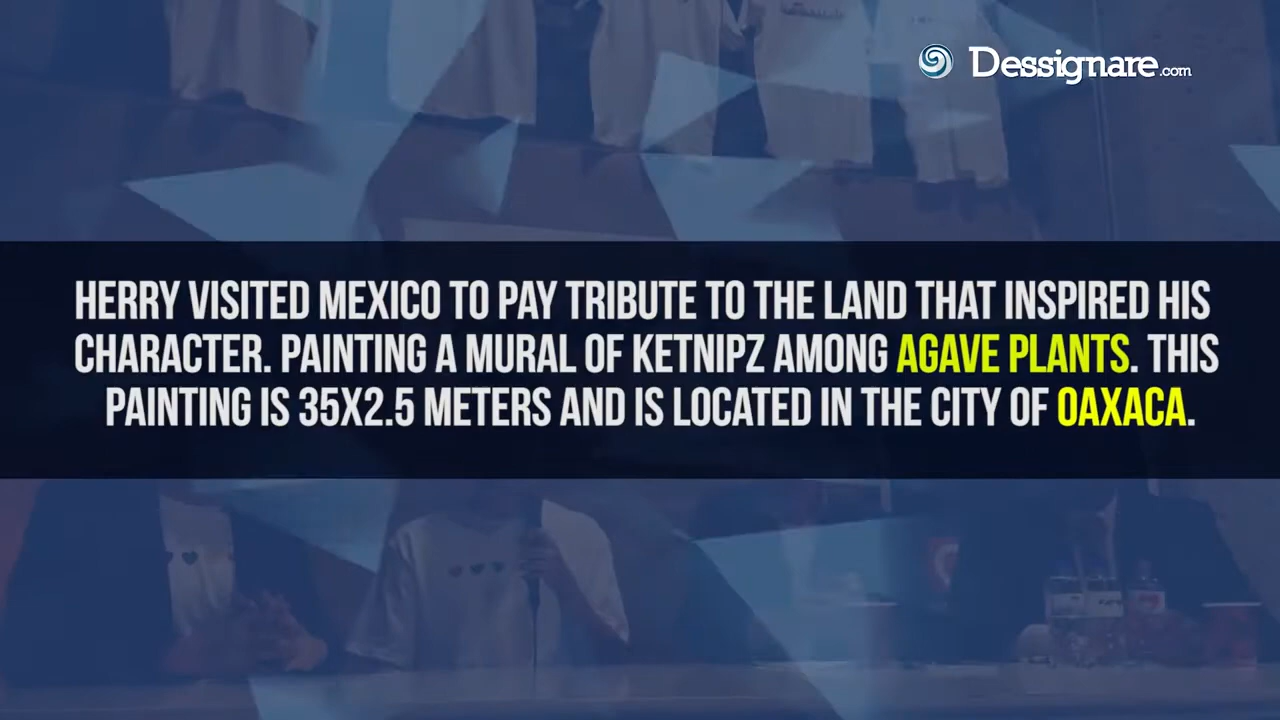 Dessignare.com
HERRY VISITED MEXICO TO PAY TRIBUTE TO THE LAND THAT INSPIRED HIS
CHARACTER. PAINTING A MURAL OF KETNIPZ AMONG AGAVE PLANTS. THIS
PAINTING IS 35X2.5 METERS AND IS LOCATED IN THE CITY OF OAXACA.